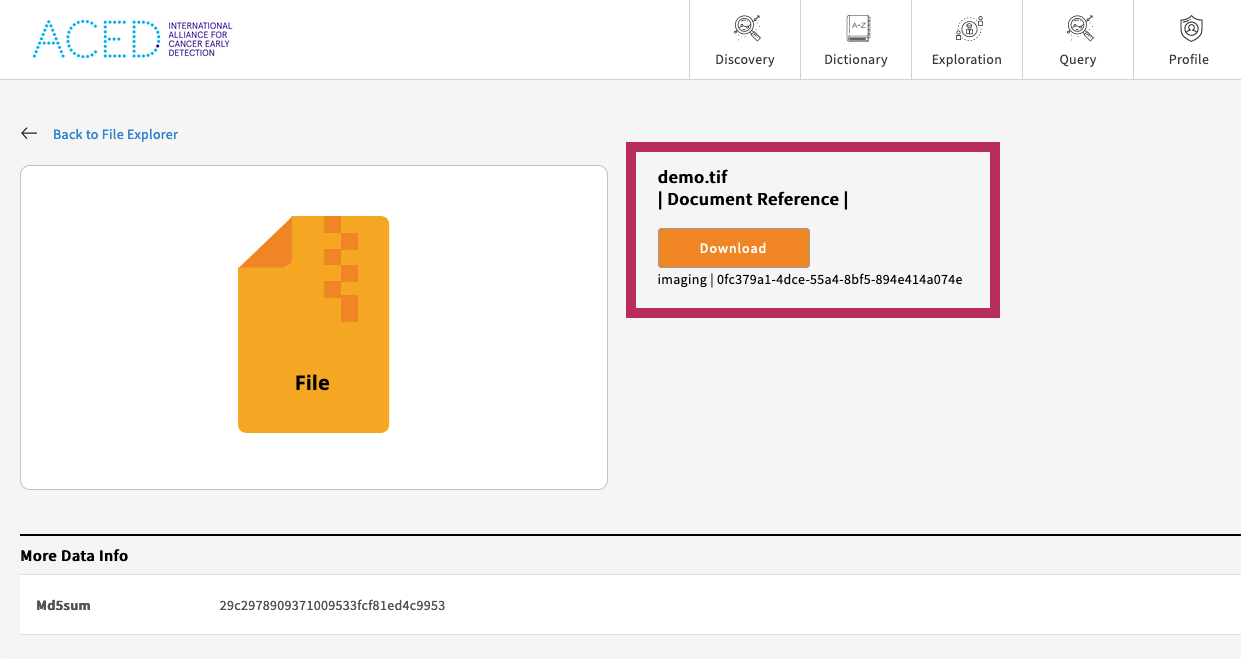 ACED
INTERNATIONAL
ALLIANCE FOR
CANCER EARLY
DETECTION
Discovery
A-Z
Dictionary
Exploration
Query
Profile
Back to File Explorer
File
demo.tif
| Document Reference |
Download
imaging | 0fc379a1-4dce-55a4-8bf5-894e414a074e
More Data Info
Md5sum 29c2978909371009533fcf81ed4c9953